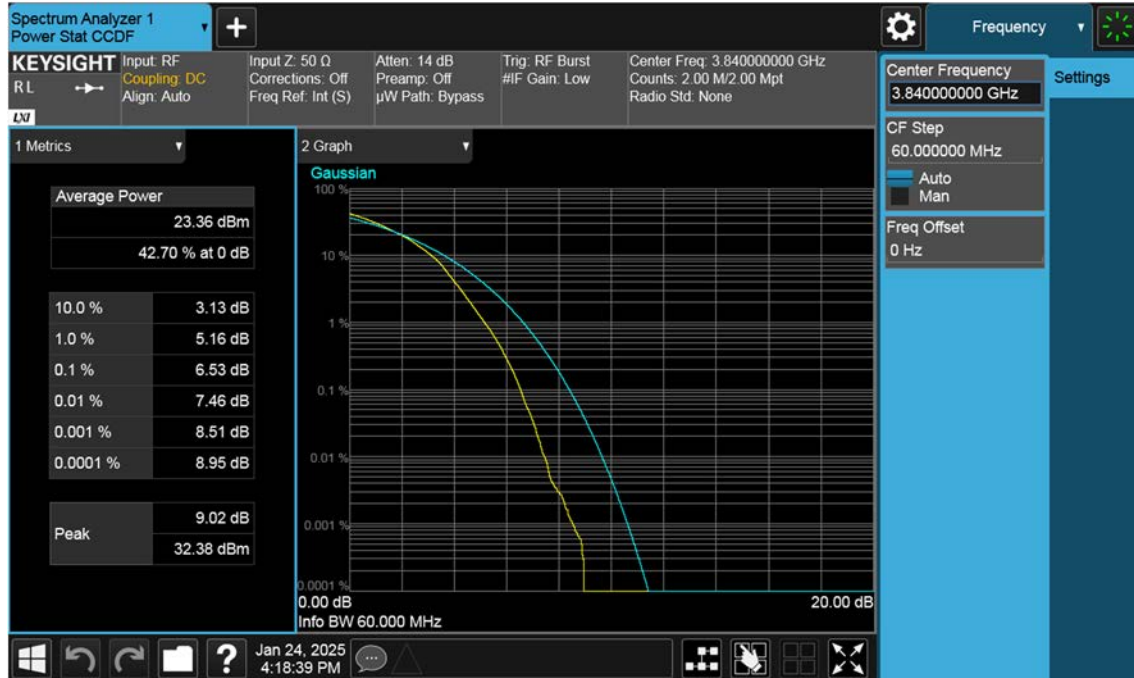 Spectrum Analyzer 1
Power Stat CCDF
Frequency
KEYSIGHT
RL
LXI
Input: RF
Coupling: DC
Align: Auto
Input Z: 50 Ω
Corrections: Off
Freq Ref: Int (S)
Atten: 14 dB
Preamp: Off
µW Path: Bypass
Trig: RF Burst
#IF Gain: Low
Center Freq: 3.840000000 GHz
Counts: 2.00 M/2.00 Mpt
Radio Std: None
Center Frequency
3.840000000 GHz
Settings
CF Step
60.000000 MHz
Auto
Man
Freq Offset
0 Hz
1 Metrics
Average Power
23.36 dBm
42.70 % at 0 dB
10.0 % 3.13 dB
1.0 % 5.16 dB
0.1 % 6.53 dB
0.01 % 7.46 dB
0.001 % 8.51 dB
0.0001 % 8.95 dB
Peak
9.02 dB
32.38 dBm
2 Graph
Gaussian
100 %
10 %
1 %
0.1 %
0.01 %
0.001 %
0.0001 %
0.00 dB 20.00 dB
Info BW 60.000 MHz
?
Jan 24, 2025
4:18:39 PM